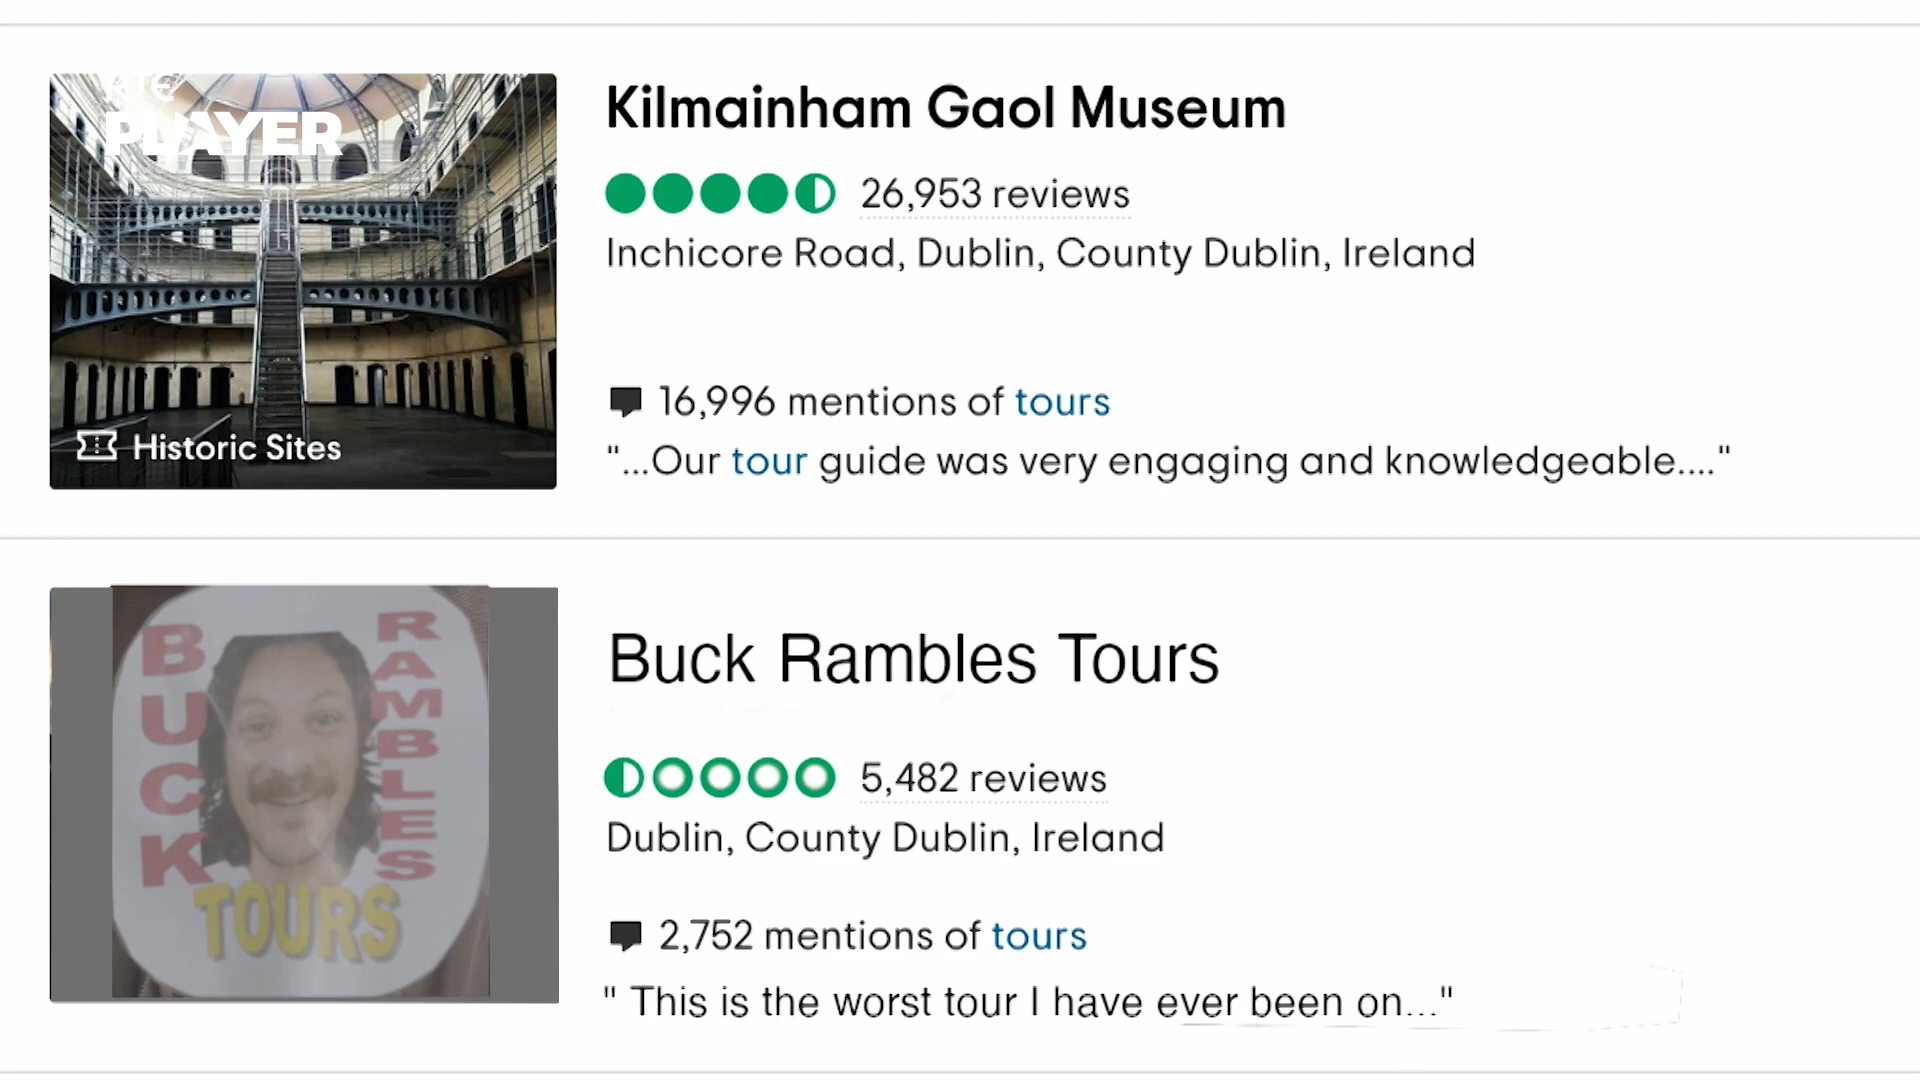 RTÉ
PLAYER
Historic Sites
Kilmainham Gaol Museum
26,953 reviews
Inchicore Road, Dublin, County Dublin, Ireland
16,996 mentions of tours
"...Our tour guide was very engaging and knowledgeable...."
BUCK
RAMBLES
TOURS
Buck Rambles Tours
5,482 reviews
Dublin, County Dublin, Ireland
2,752 mentions of tours
" This is the worst tour I have ever been on..."